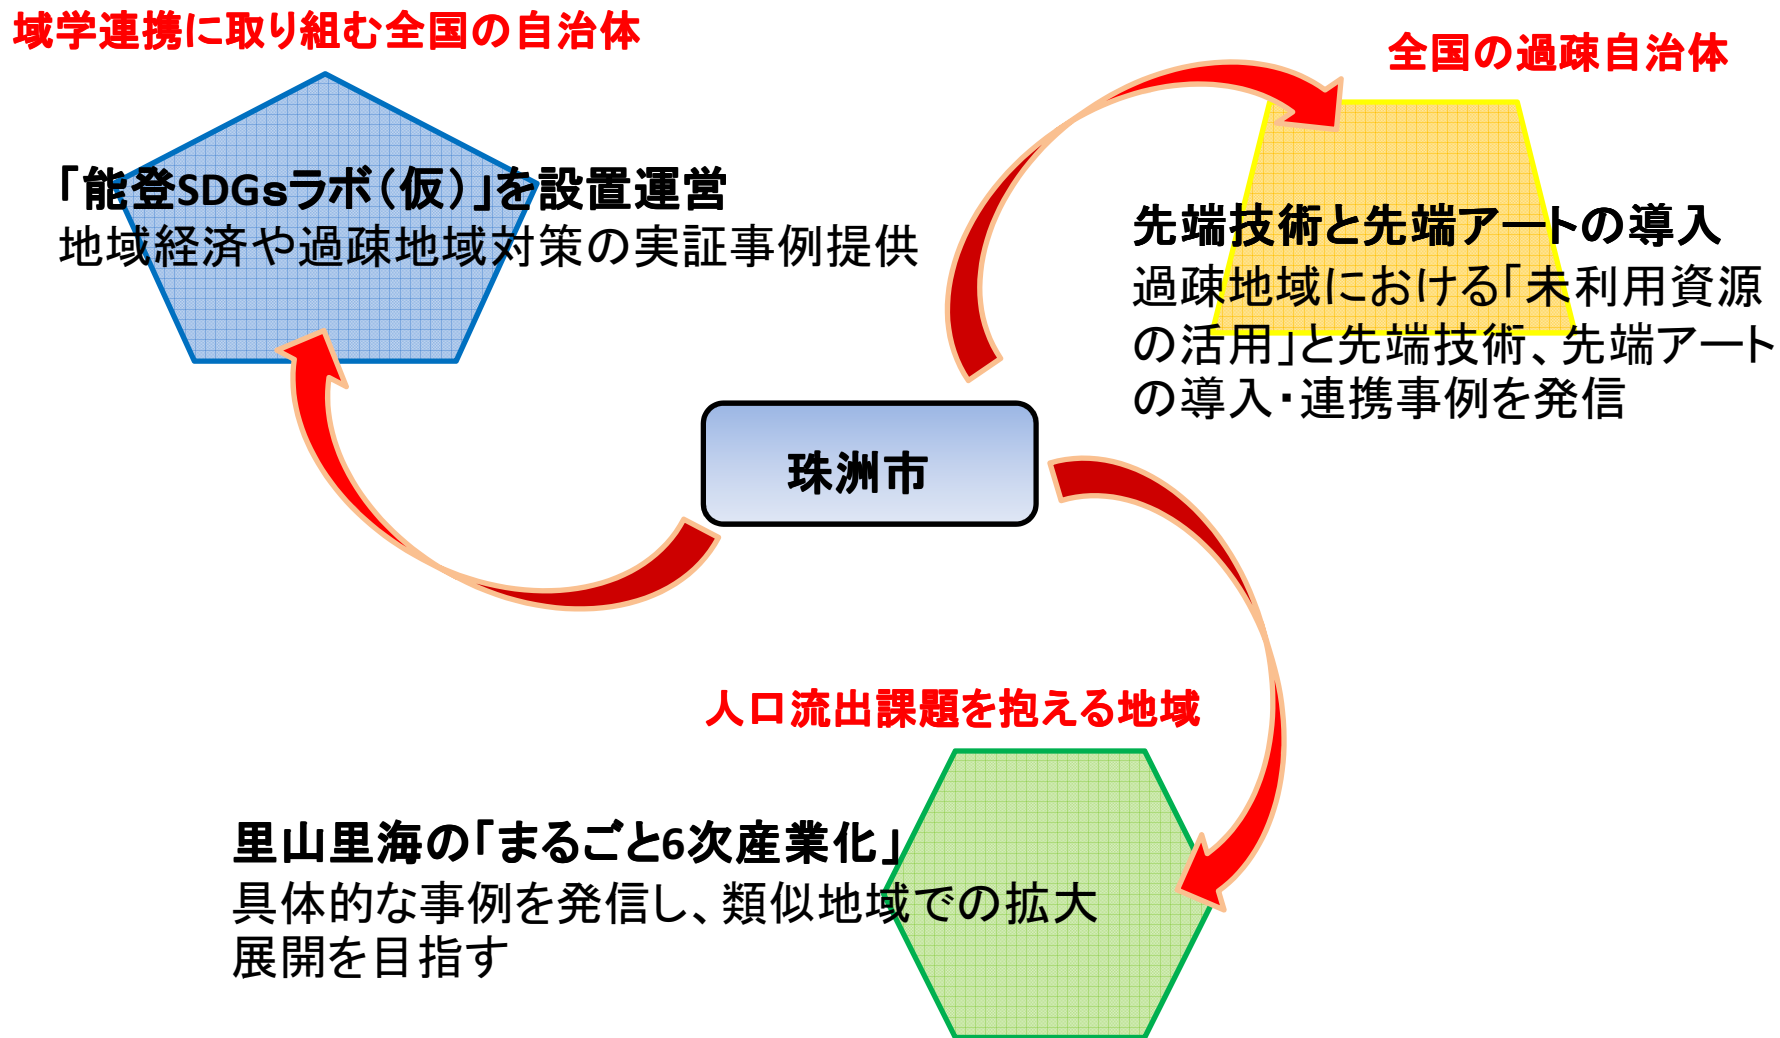 域学連携に取り組む全国の自治体
「能登SDGsラボ（仮）」を設置運営
地域経済や過疎地域対策の実証事例提供
全国の過疎自治体
先端技術と先端アートの導入
過疎地域における「未利用資源
の活用」と先端技術、先端アート
の導入・連携事例を発信
珠洲市
人口流出課題を抱える地域
里山里海の「まるごと6次産業化」
具体的な事例を発信し、類似地域での拡大
展開を目指す